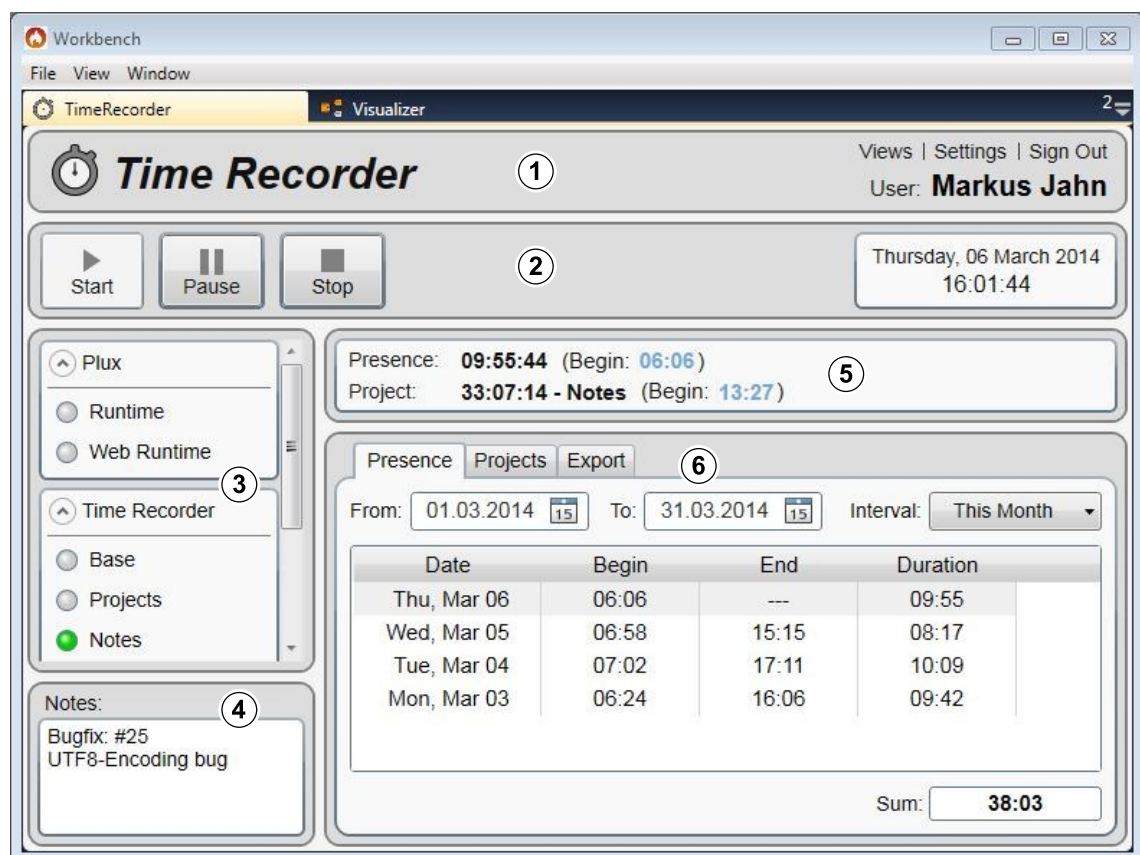 Workbench
File View Window
TimeRecorder Visualizer 2
Time Recorder 1 Views | Settings | Sign Out
User: Markus Jahn
Start Pause Stop 2 Thursday, 06 March 2014
16:01:44
Plux
Runtime
Web Runtime
3
Time Recorder
Base
Projects
Notes
Notes: 4
Bugfix: #25
UTF8-Encoding bug
Presence: 09:55:44 (Begin: 06:06)
Project: 33:07:14 - Notes (Begin: 13:27)
5
Presence Projects Export 6
From: 01.03.2014 15 To: 31.03.2014 15 Interval: This Month
Date Begin End Duration
Thu, Mar 06 06:06 --- 09:55
Wed, Mar 05 06:58 15:15 08:17
Tue, Mar 04 07:02 17:11 10:09
Mon, Mar 03 06:24 16:06 09:42
Sum: 38:03